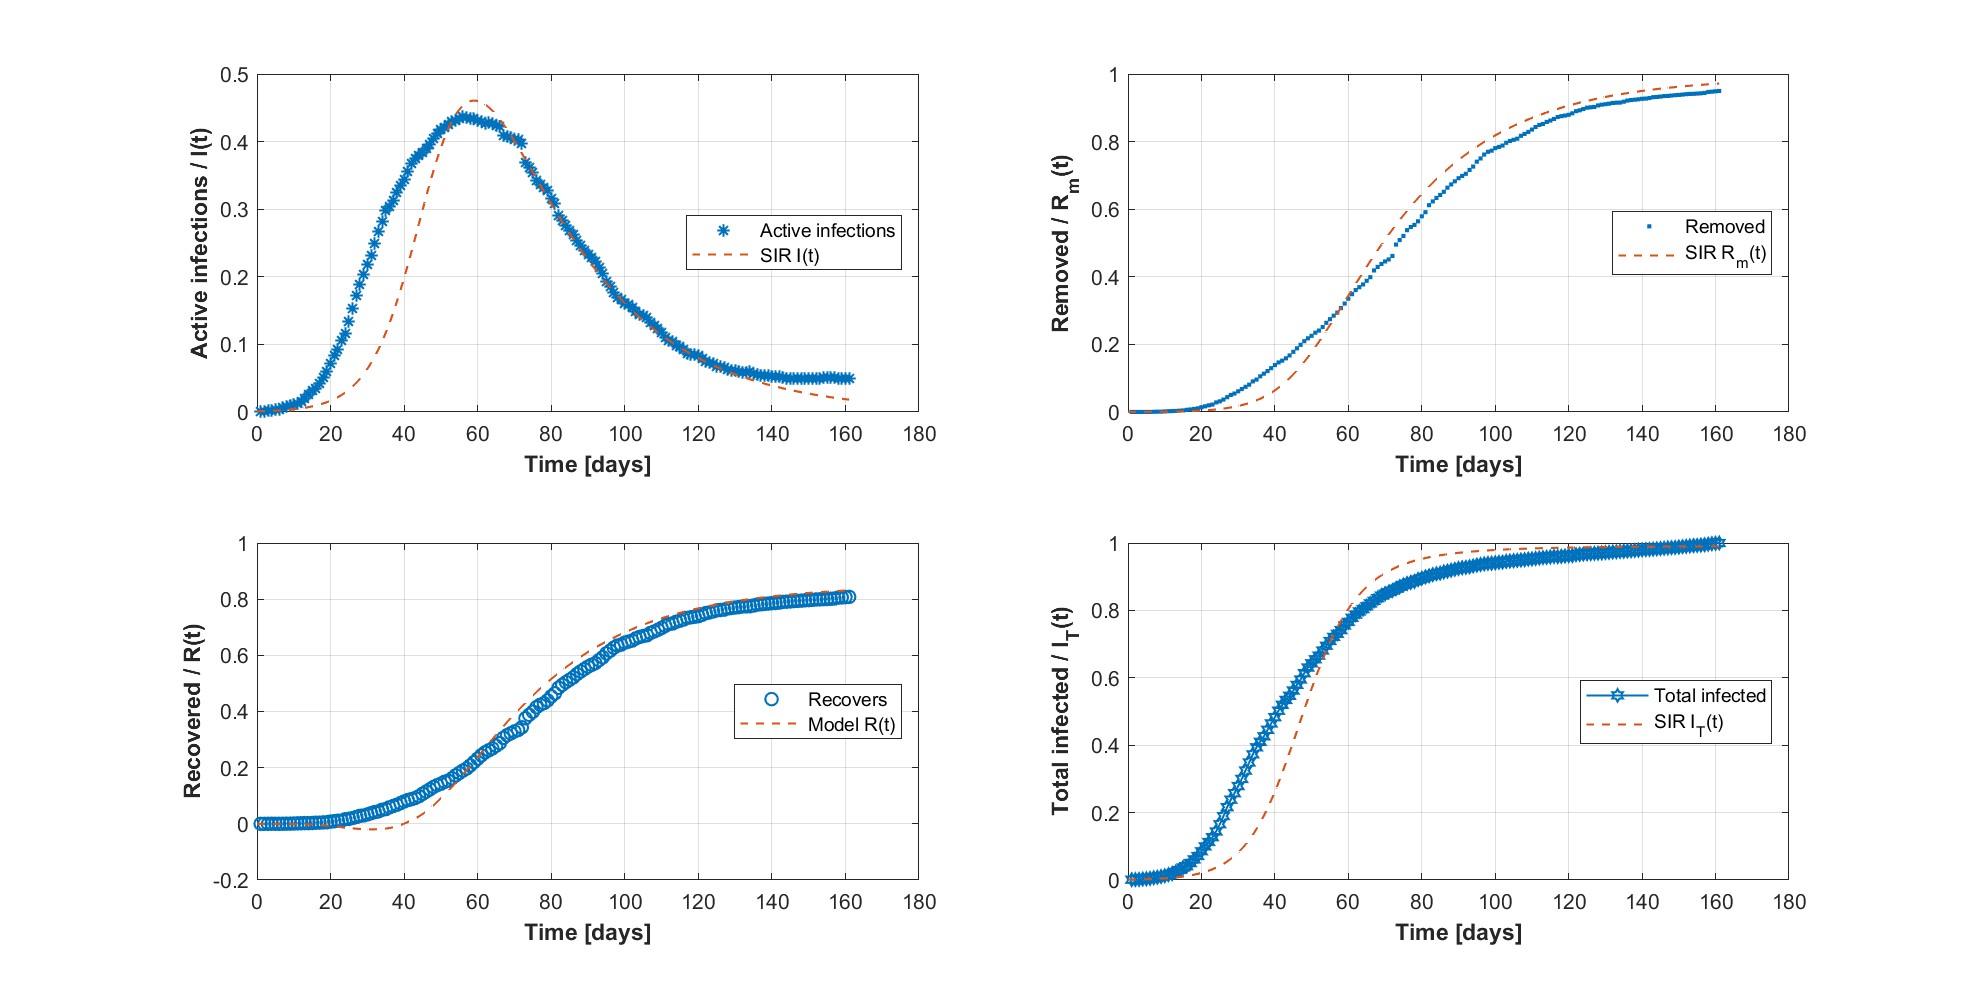 0.5
0.4
0.3
0.2
0.1
0
0 20 40 60 80 100 120 140 160 180
Time [days]
Active infections / I(t)
Active infections
SIR I(t)
1
0.8
0.6
0.4
0.2
0
0 20 40 60 80 100 120 140 160 180
Time [days]
Removed / R_m(t)
Removed
SIR R_m(t)
1
0.8
0.6
0.4
0.2
0
-0.2
0 20 40 60 80 100 120 140 160 180
Time [days]
Recovered / R(t)
Recovers
Model R(t)
1
0.8
0.6
0.4
0.2
0
0 20 40 60 80 100 120 140 160 180
Time [days]
Total infected / I_T(t)
Total infected
SIR I_T(t)